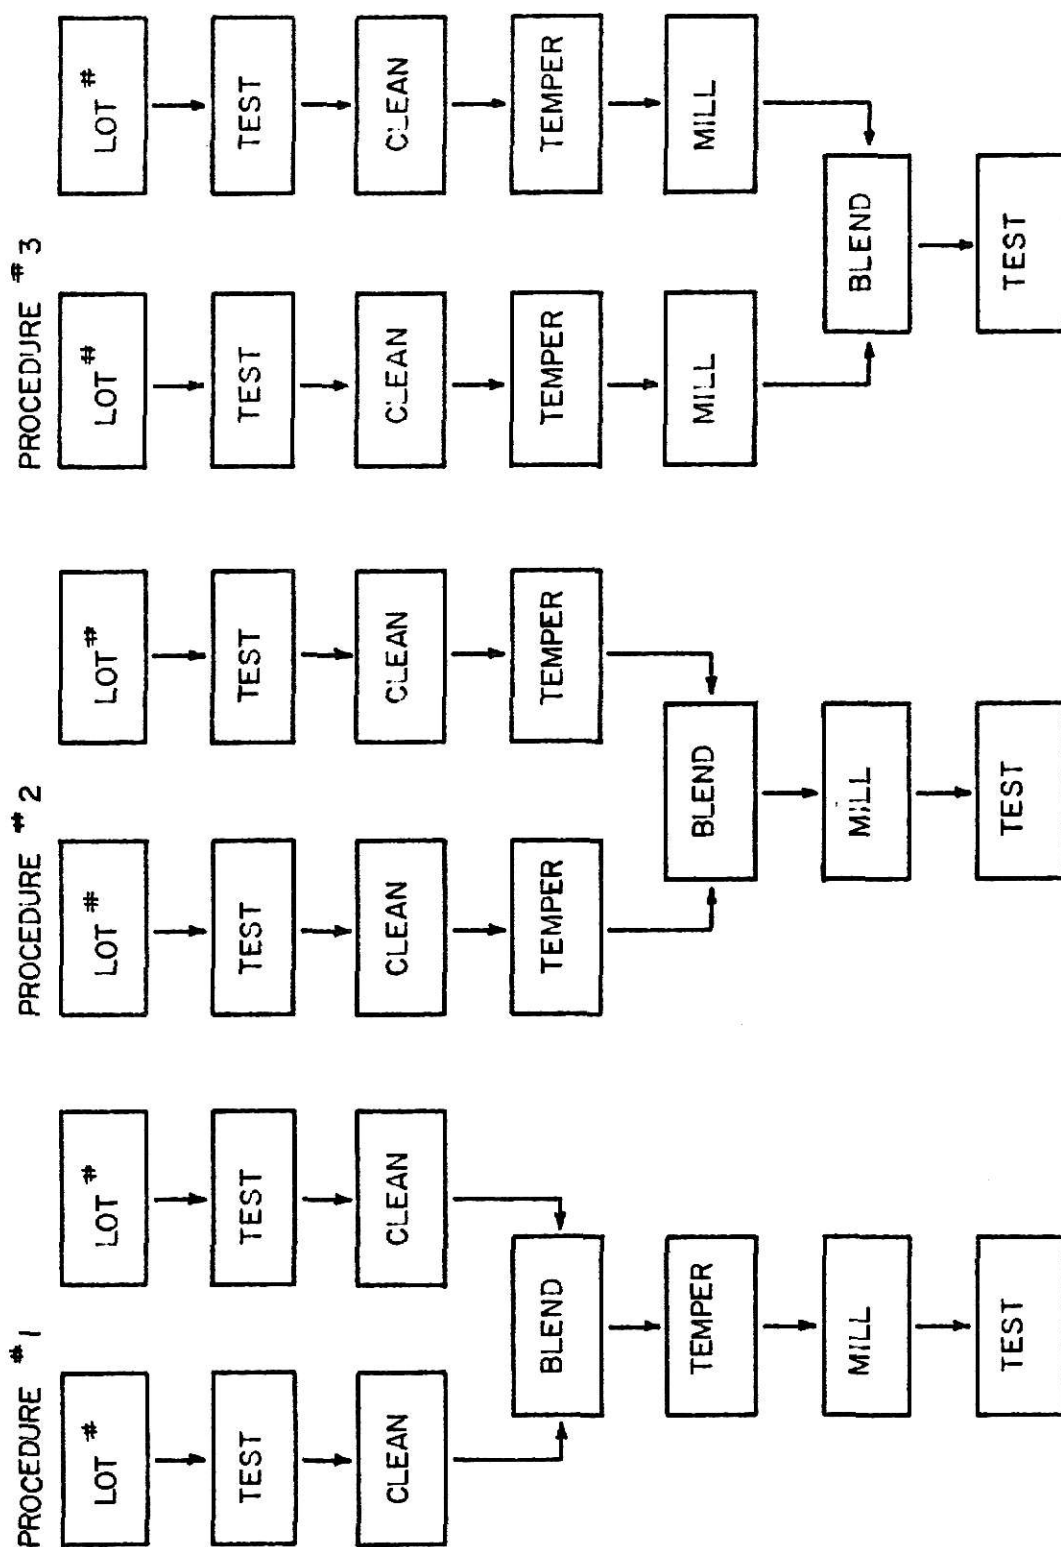 PROCEDURE #1
LOT #
LOT #
TEST
TEST
CLEAN
CLEAN
BLEND
TEMPER
MILL
TEST
PROCEDURE #2
LOT #
LOT #
TEST
TEST
CLEAN
CLEAN
TEMPER
TEMPER
BLEND
MILL
TEST
PROCEDURE #3
LOT #
LOT #
TEST
TEST
CLEAN
CLEAN
TEMPER
TEMPER
MILL
MILL
BLEND
TEST